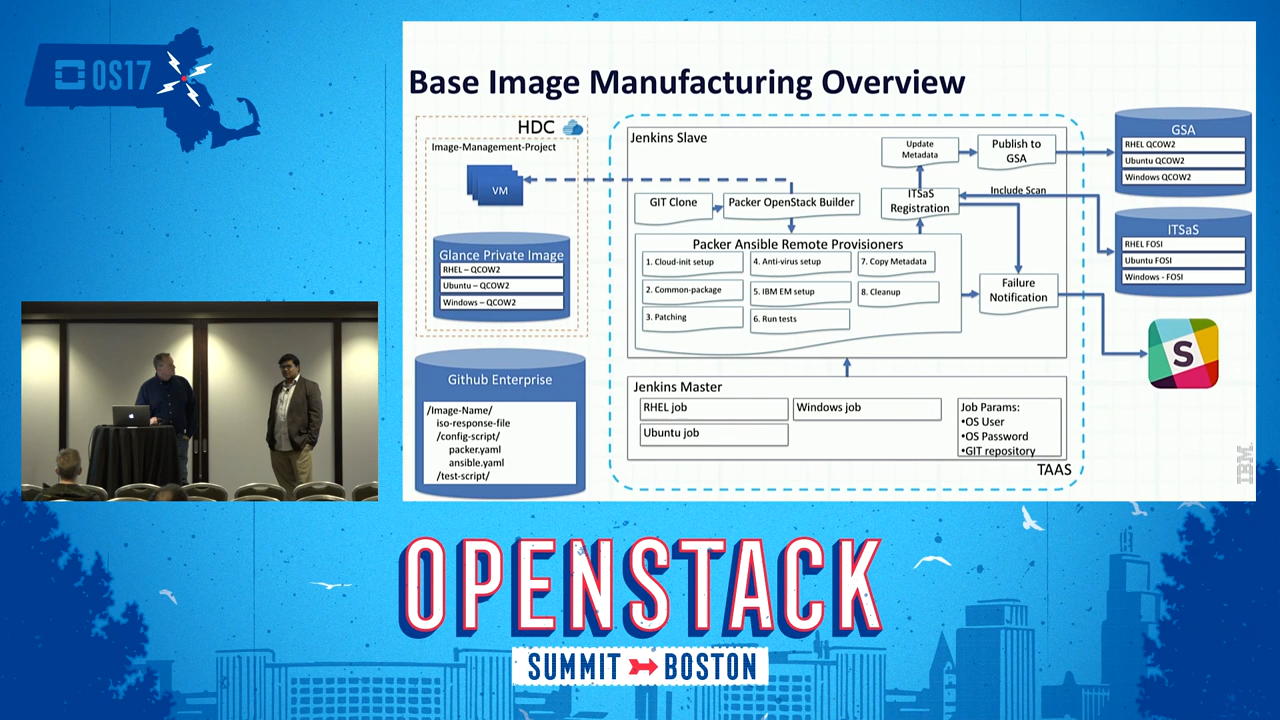 OS17
Base Image Manufacturing Overview
HDC
Image-Management-Project
VM
Glance Private Image
RHEL – QCOW2
Ubuntu – QCOW2
Windows – QCOW2
Github Enterprise
/Image-Name/
iso-response-file
/config-script/
packer.yaml
ansible.yaml
/test-script/
Jenkins Slave
Update
Metadata
Publish to
GSA
GIT Clone
Packer OpenStack Builder
ITSaS
Registration
Include Scan
Packer Ansible Remote Provisioners
1. Cloud-init setup
4. Anti-virus setup
7. Copy Metadata
2. Common-package
5. IBM EM setup
8. Cleanup
3. Patching
6. Run tests
Failure
Notification
Jenkins Master
RHEL job
Windows job
Ubuntu job
Job Params:
•OS User
•OS Password
•GIT repository
TAAS
GSA
RHEL QCOW2
Ubuntu QCOW2
Windows QCOW2
ITSaS
RHEL FOSI
Ubuntu FOSI
Windows - FOSI
S
IBM
OPENSTACK
SUMMIT BOSTON